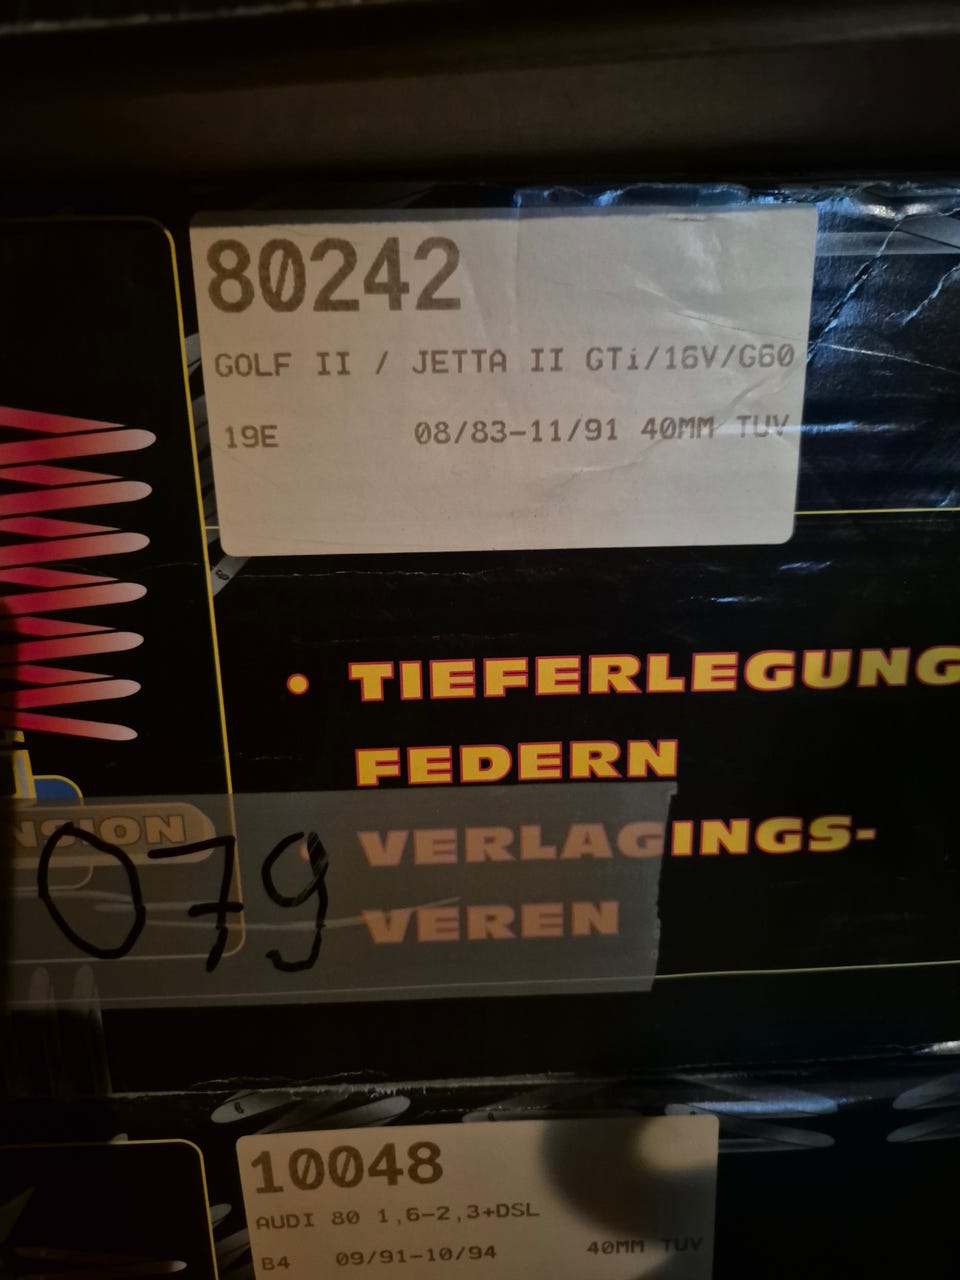 80242
GOLF II / JETTA II GTi/16V/G60
19E 08/83-11/91 40MM TUV
• TIEFERLEGUNG
FEDERN
• VERLAGINGS-
VEREN
NSION
079
10048
AUDI 80 1,6-2,3+DSL
B4 09/91-10/94 40MM TUV